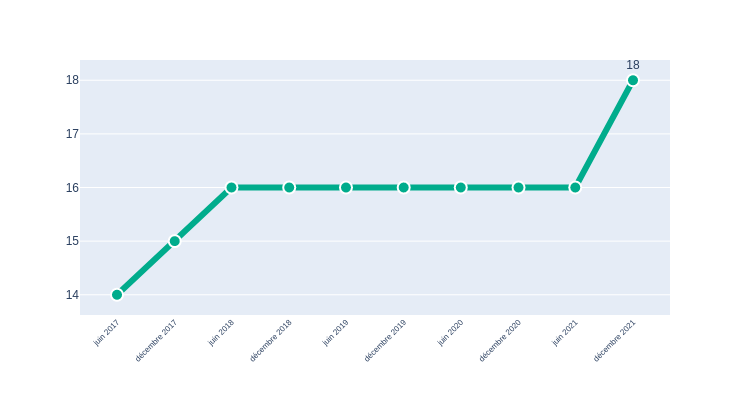 18
18
17
16
15
14
juin 2017
décembre 2017
juin 2018
décembre 2018
juin 2019
décembre 2019
juin 2020
décembre 2020
juin 2021
décembre 2021